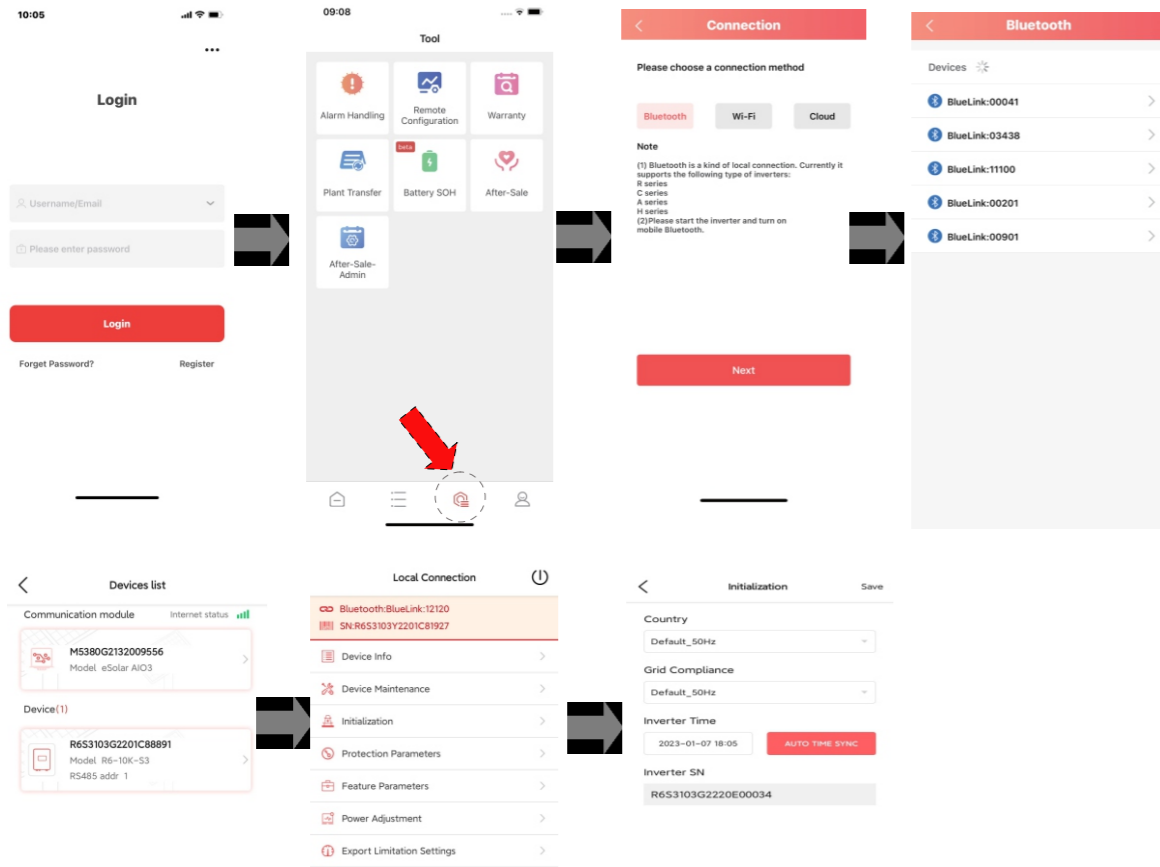 10:05
Login
Username/Email
Please enter password
Login
Forget Password?
Register
09:08
Tool
Alarm Handling
Remote
Configuration
Warranty
Plant Transfer
beta
Battery SOH
After-Sale
After-Sale-
Admin
Connection
Please choose a connection method
Bluetooth
Wi-Fi
Cloud
Note
(1) Bluetooth is a kind of local connection. Currently it
supports the following type of inverters:
R series
C series
A series
H series
(2)Please start the inverter and turn on
mobile Bluetooth.
Next
Bluetooth
Devices
BlueLink:00041
BlueLink:03438
BlueLink:11100
BlueLink:00201
BlueLink:00901
Devices list
Communication module
Internet status
M5380G2132009556
Model eSolar AIO3
Device(1)
R6S3103G2201C88891
Model R6-10K-S3
RS485 addr 1
Local Connection
Bluetooth:BlueLink:12120
SN:R6S3103Y2201C81927
Device Info
Device Maintenance
Initialization
Protection Parameters
Feature Parameters
Power Adjustment
Export Limitation Settings
Initialization
Save
Country
Default_50Hz
Grid Compliance
Default_50Hz
Inverter Time
2023-01-07 18:05
AUTO TIME SYNC
Inverter SN
R6S3103G2220E00034